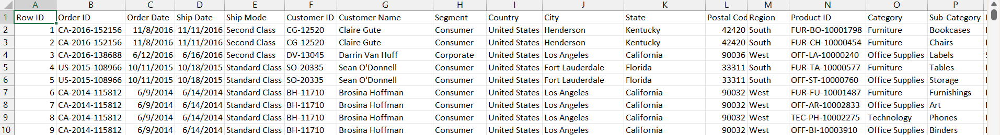 A B C D E F G H I J K L M N O P
1 Row ID Order ID Order Date Ship Date Ship Mode Customer ID Customer Name Segment Country City State Postal Cod Region Product ID Category Sub-Category
2 1 CA-2016-152156 11/8/2016 11/11/2016 Second Class CG-12520 Claire Gute Consumer United States Henderson Kentucky 42420 South FUR-BO-10001798 Furniture Bookcases
3 2 CA-2016-152156 11/8/2016 11/11/2016 Second Class CG-12520 Claire Gute Consumer United States Henderson Kentucky 42420 South FUR-CH-10000454 Furniture Chairs
4 3 CA-2016-138688 6/12/2016 6/16/2016 Second Class DV-13045 Darrin Van Huff Corporate United States Los Angeles California 90036 West OFF-LA-10000240 Office Supplies Labels
5 4 US-2015-108966 10/11/2015 10/18/2015 Standard Class SO-20335 Sean O'Donnell Consumer United States Fort Lauderdale Florida 33311 South FUR-TA-10000577 Furniture Tables
6 5 US-2015-108966 10/11/2015 10/18/2015 Standard Class SO-20335 Sean O'Donnell Consumer United States Fort Lauderdale Florida 33311 South OFF-ST-10000760 Office Supplies Storage
7 6 CA-2014-115812 6/9/2014 6/14/2014 Standard Class BH-11710 Brosina Hoffman Consumer United States Los Angeles California 90032 West FUR-FU-10001487 Furniture Furnishings
8 7 CA-2014-115812 6/9/2014 6/14/2014 Standard Class BH-11710 Brosina Hoffman Consumer United States Los Angeles California 90032 West OFF-AR-10002833 Office Supplies Art
9 8 CA-2014-115812 6/9/2014 6/14/2014 Standard Class BH-11710 Brosina Hoffman Consumer United States Los Angeles California 90032 West TEC-PH-10002275 Technology Phones
10 9 CA-2014-115812 6/9/2014 6/14/2014 Standard Class BH-11710 Brosina Hoffman Consumer United States Los Angeles California 90032 West OFF-BI-10003910 Office Supplies Binders